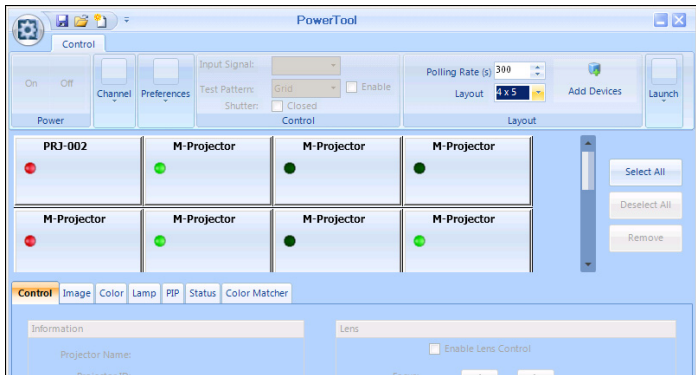 PowerTool
Control
Input Signal:
Polling Rate (s) 300
On Off Channel Preferences Test Pattern: Grid Enable Layout 4 x 5 Add Devices Launch
Shutter: Closed
Power Control Layout
PRJ-002 M-Projector M-Projector M-Projector
Select All
Deselect All
M-Projector M-Projector M-Projector M-Projector
Remove
Control Image Color Lamp PIP Status Color Matcher
Information Lens
Enable Lens Control
Projector Name: